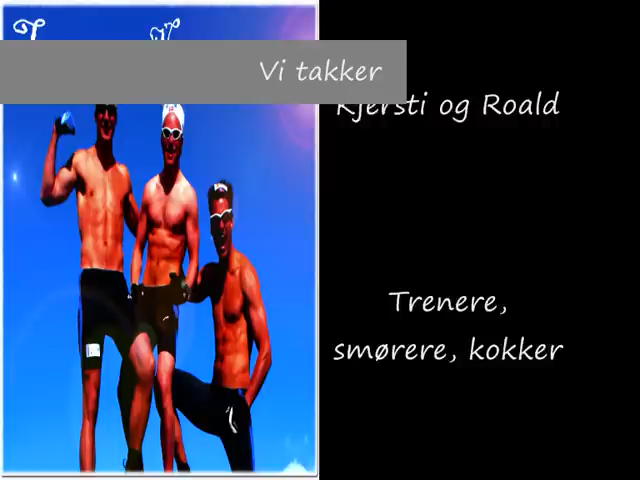 Vi takker
Kjersti og Roald
Trenere,
smørere, kokker